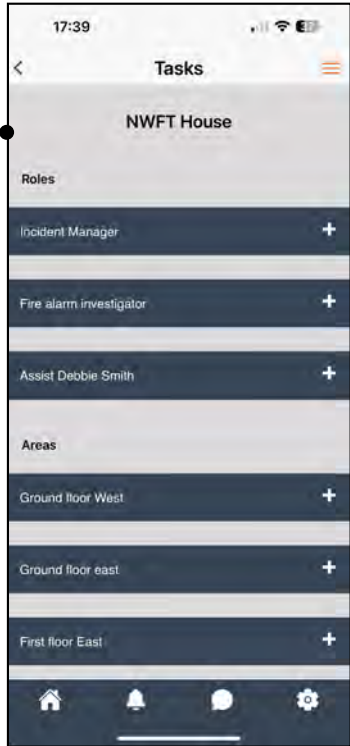 17:39
Tasks
NWFT House
Roles
Incident Manager
Fire alarm investigator
Assist Debbie Smith
Areas
Ground floor West
Ground floor east
First floor East